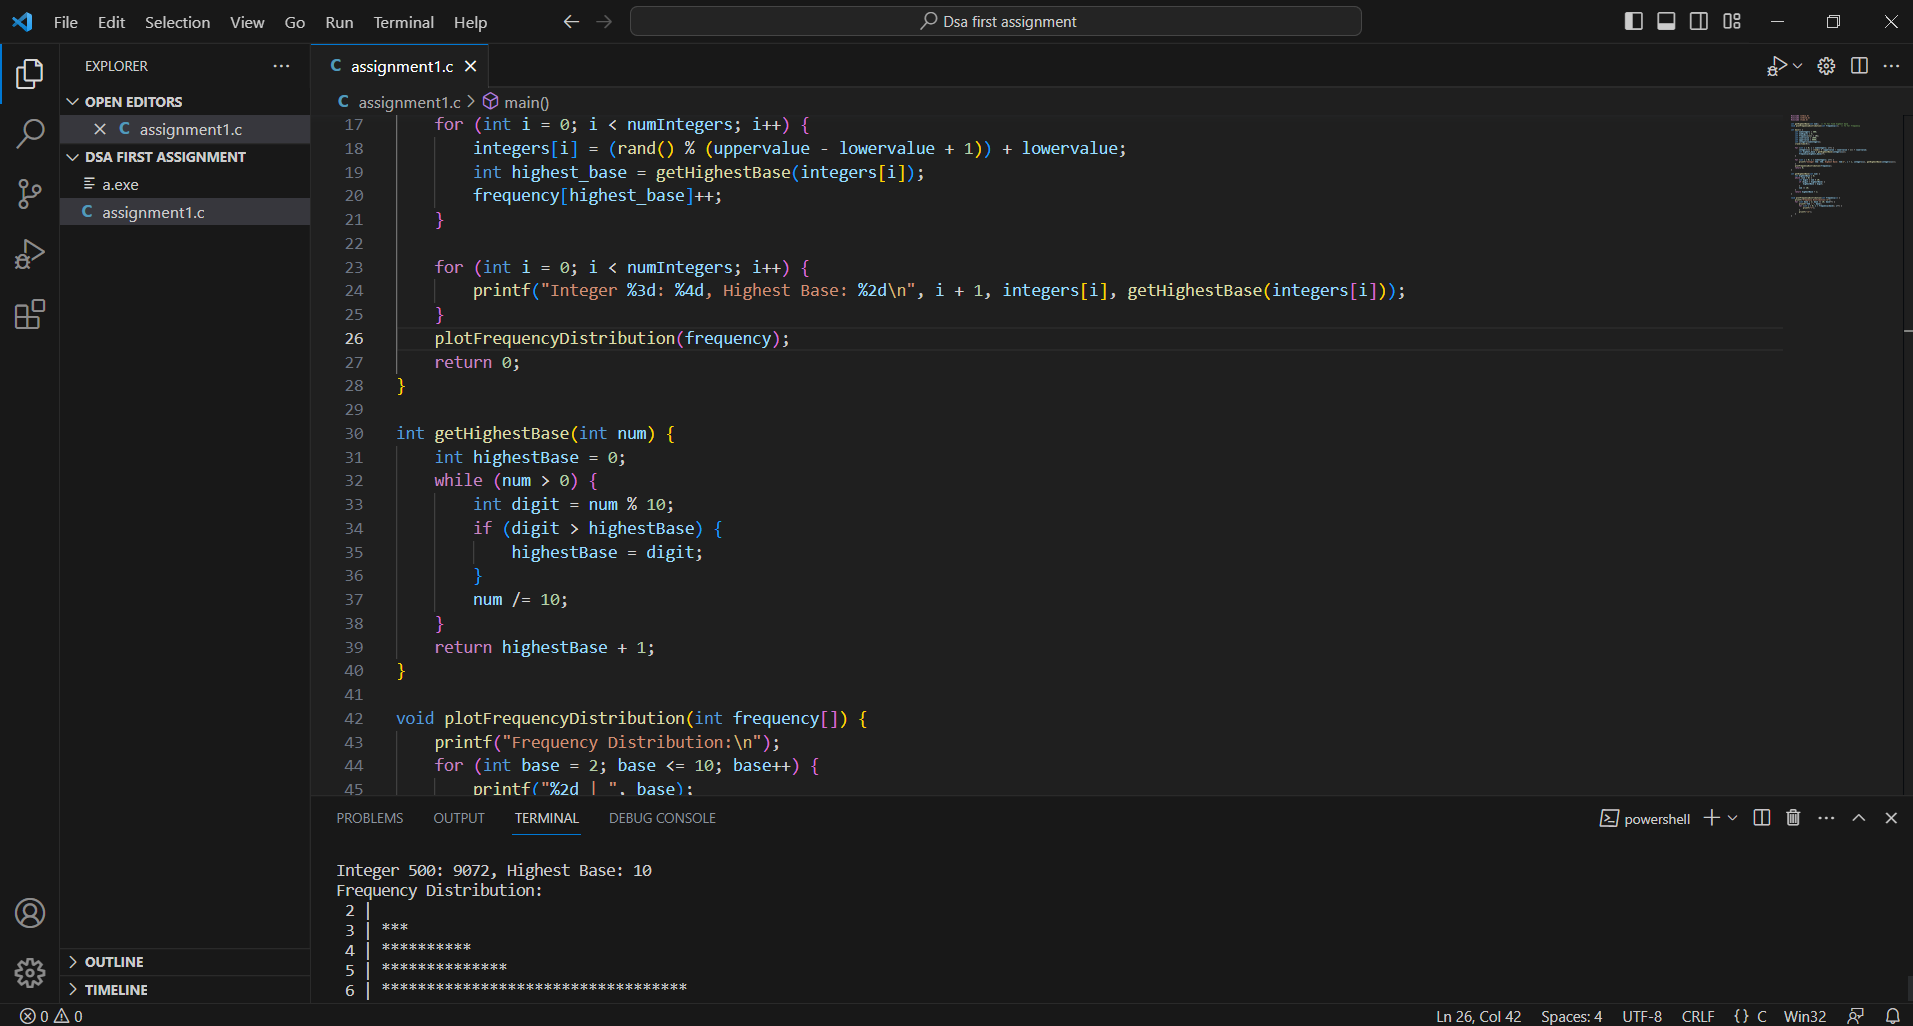 File Edit Selection View Go Run Terminal Help
Dsa first assignment
EXPLORER
OPEN EDITORS
C assignment1.c
DSA FIRST ASSIGNMENT
a.exe
C assignment1.c
OUTLINE
TIMELINE
C assignment1.c
C assignment1.c > main()
17 for (int i = 0; i < numIntegers; i++) {
18 integers[i] = (rand() % (uppervalue - lowervalue + 1)) + lowervalue;
19 int highest_base = getHighestBase(integers[i]);
20 frequency[highest_base]++;
21 }
22
23 for (int i = 0; i < numIntegers; i++) {
24 printf("Integer %3d: %4d, Highest Base: %2d\n", i + 1, integers[i], getHighestBase(integers[i]));
25 }
26 plotFrequencyDistribution(frequency);
27 return 0;
28 }
29
30 int getHighestBase(int num) {
31 int highestBase = 0;
32 while (num > 0) {
33 int digit = num % 10;
34 if (digit > highestBase) {
35 highestBase = digit;
36 }
37 num /= 10;
38 }
39 return highestBase + 1;
40 }
41
42 void plotFrequencyDistribution(int frequency[]) {
43 printf("Frequency Distribution:\n");
44 for (int base = 2; base <= 10; base++) {
45 printf("%2d | ", base);
PROBLEMS OUTPUT TERMINAL DEBUG CONSOLE
powershell
Integer 500: 9072, Highest Base: 10
Frequency Distribution:
2 |
3 | ***
4 | **********
5 | **************
6 | **********************************
0 0
Ln 26, Col 42 Spaces: 4 UTF-8 CRLF {} C Win32